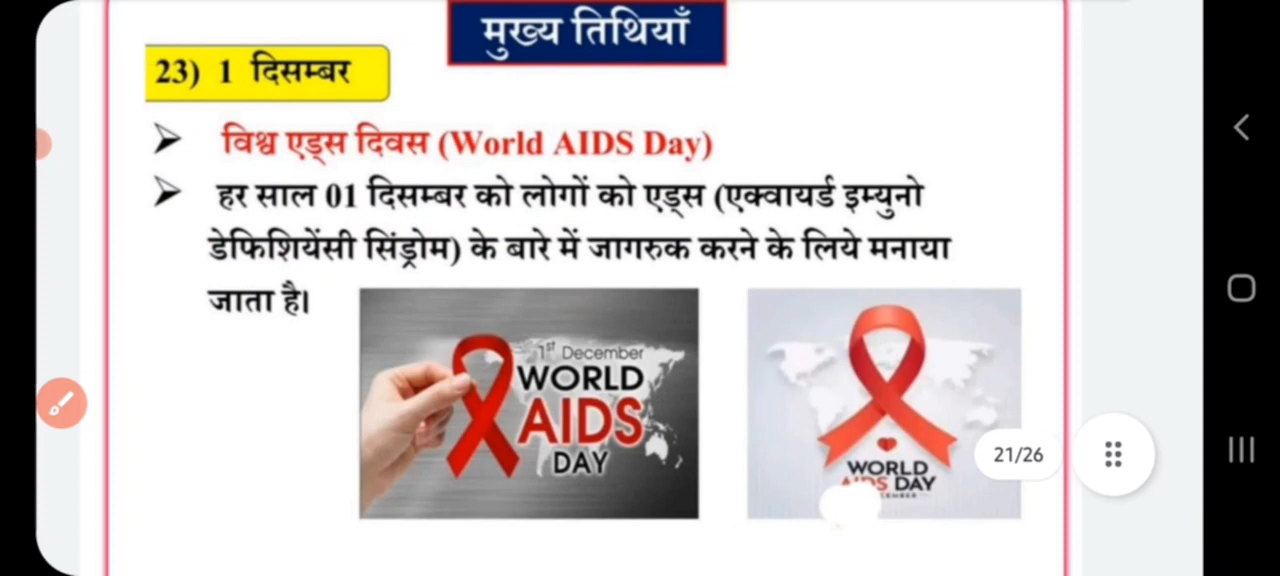 मुख्य तिथियाँ
23) 1 दिसम्बर
विश्व एड्स दिवस (World AIDS Day)
हर साल 01 दिसम्बर को लोगों को एड्स (एक्वायर्ड इम्युनो
डेफिशियेंसी सिंड्रोम) के बारे में जागरुक करने के लिये मनाया
जाता है।
1st December
WORLD
AIDS
DAY
WORLD
AIDS DAY
21/26